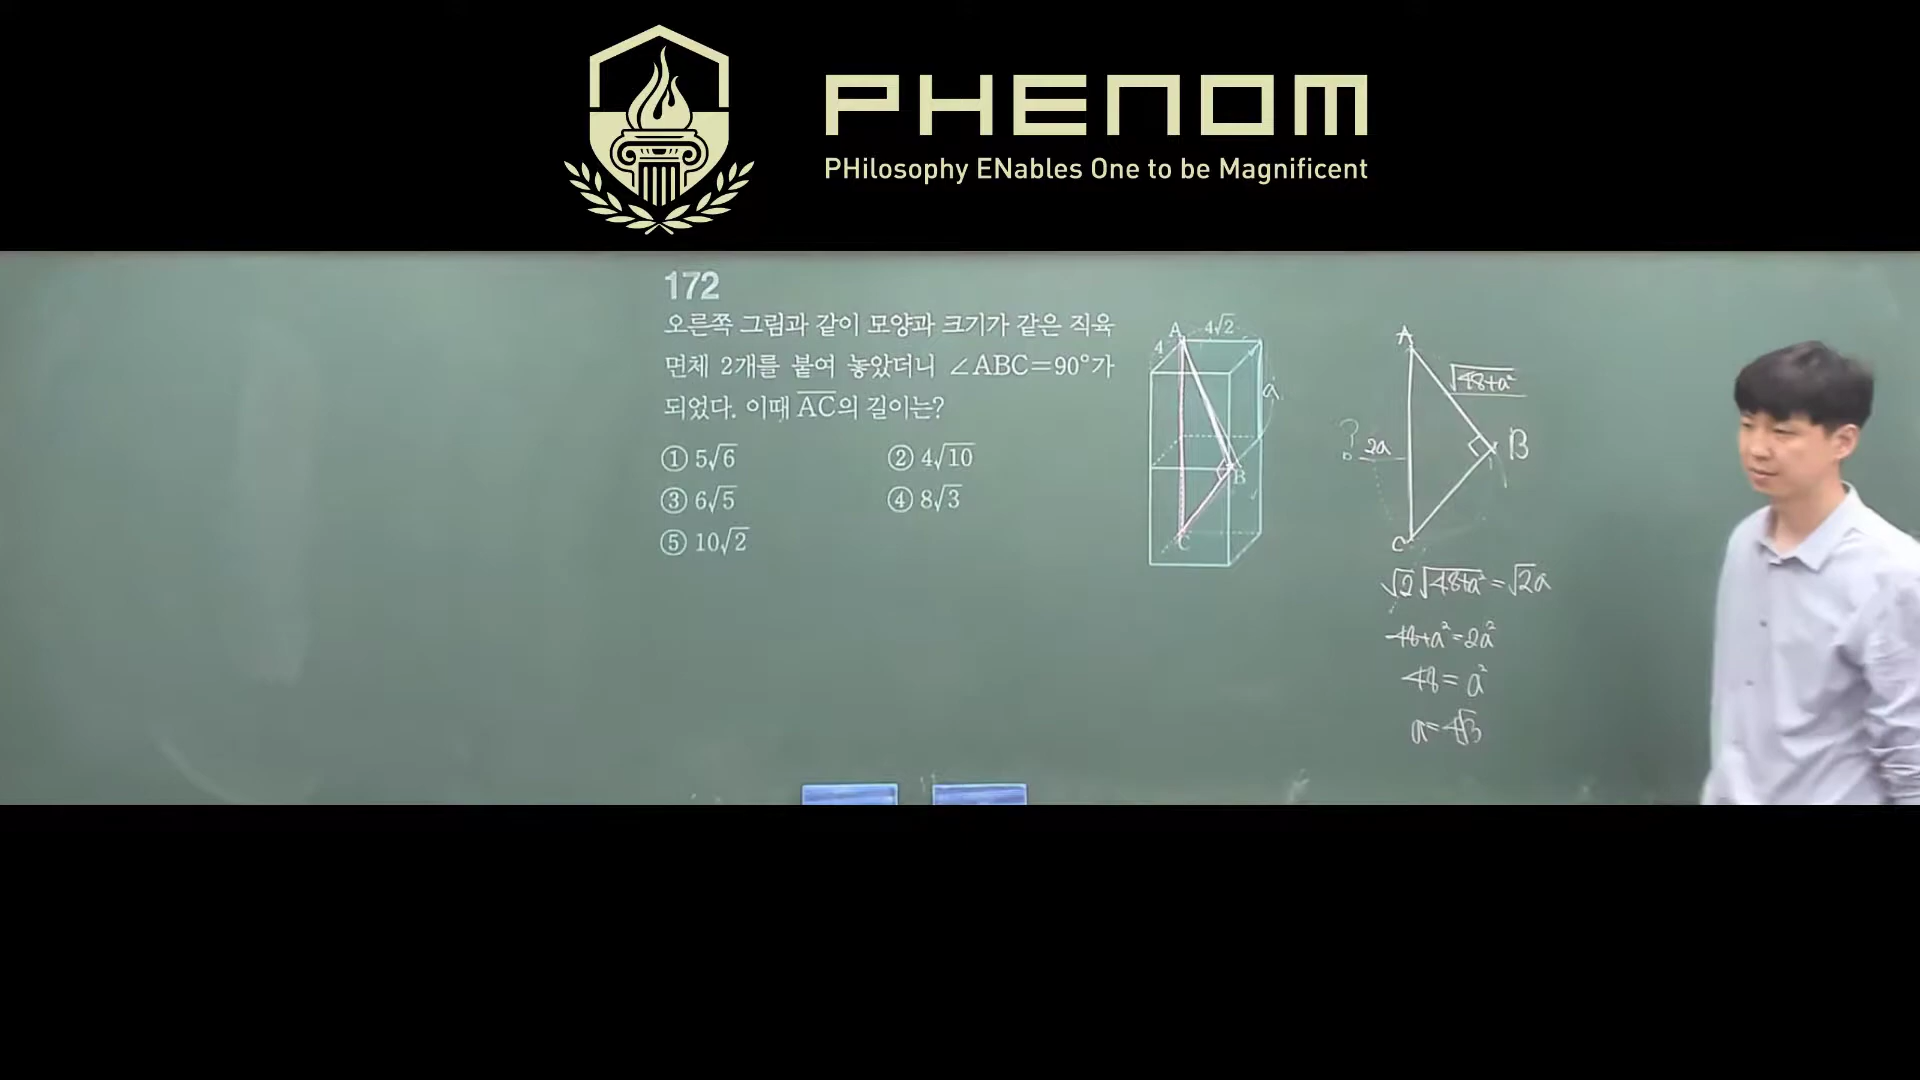 PHENOM
PHilosophy ENables One to be Magnificent
172
오른쪽 그림과 같이 모양과 크기가 같은 직육
면체 2개를 붙여 놓았더니 ∠ABC=90°가
되었다. 이때 AC의 길이는?
① 5√6 ② 4√10
③ 6√5 ④ 8√3
⑤ 10√2
A 4√2
4
a
B
C
A
√48+a²
? 2a
B
C
√2 √48+a² = √2a
48+a²=2a²
48=a²
a=4√3